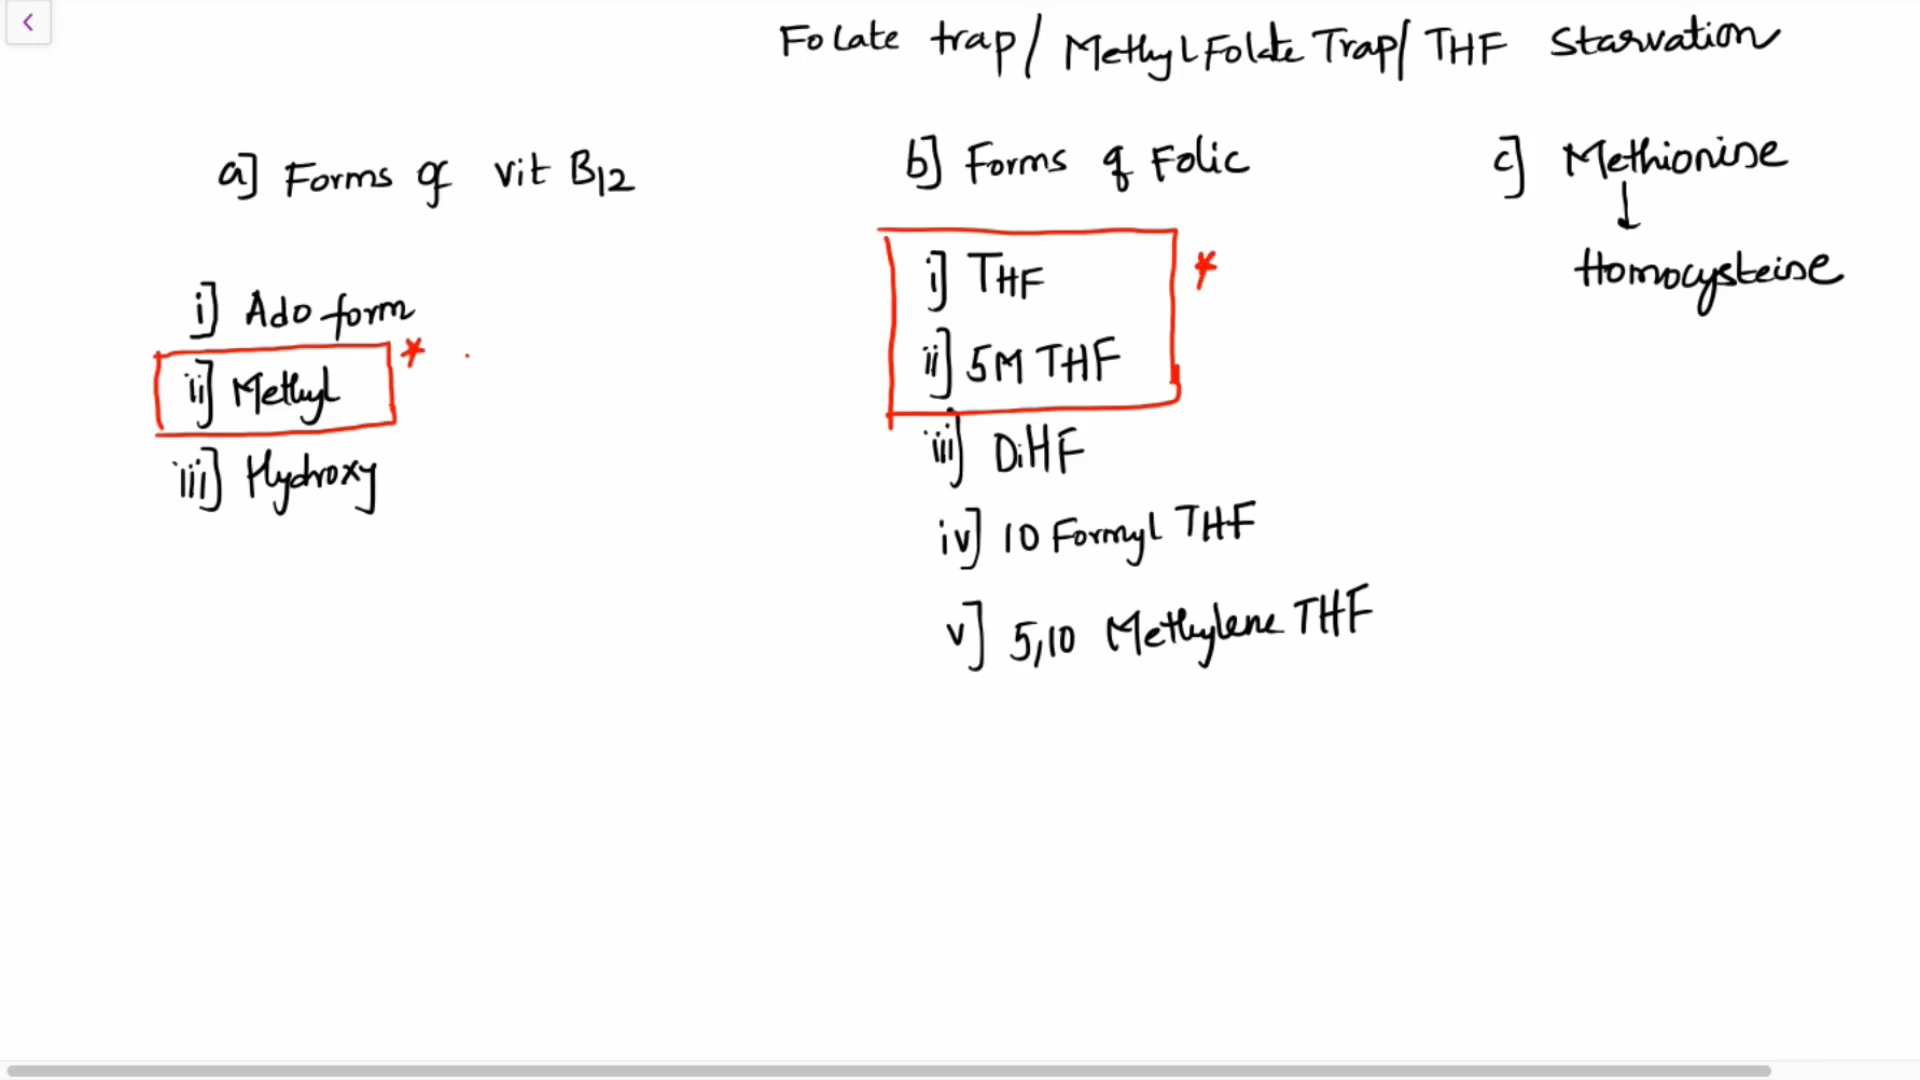 Folate trap/ Methyl Folate Trap/ THF Starvation
a] Forms of vit B12
i] Ado form
ii] Methyl *
iii] Hydroxy
b] Forms of Folic
i] THF *
ii] 5M THF
iii] DiHF
iv] 10 Formyl THF
v] 5,10 Methylene THF
c] Methionine
↓
Homocysteine